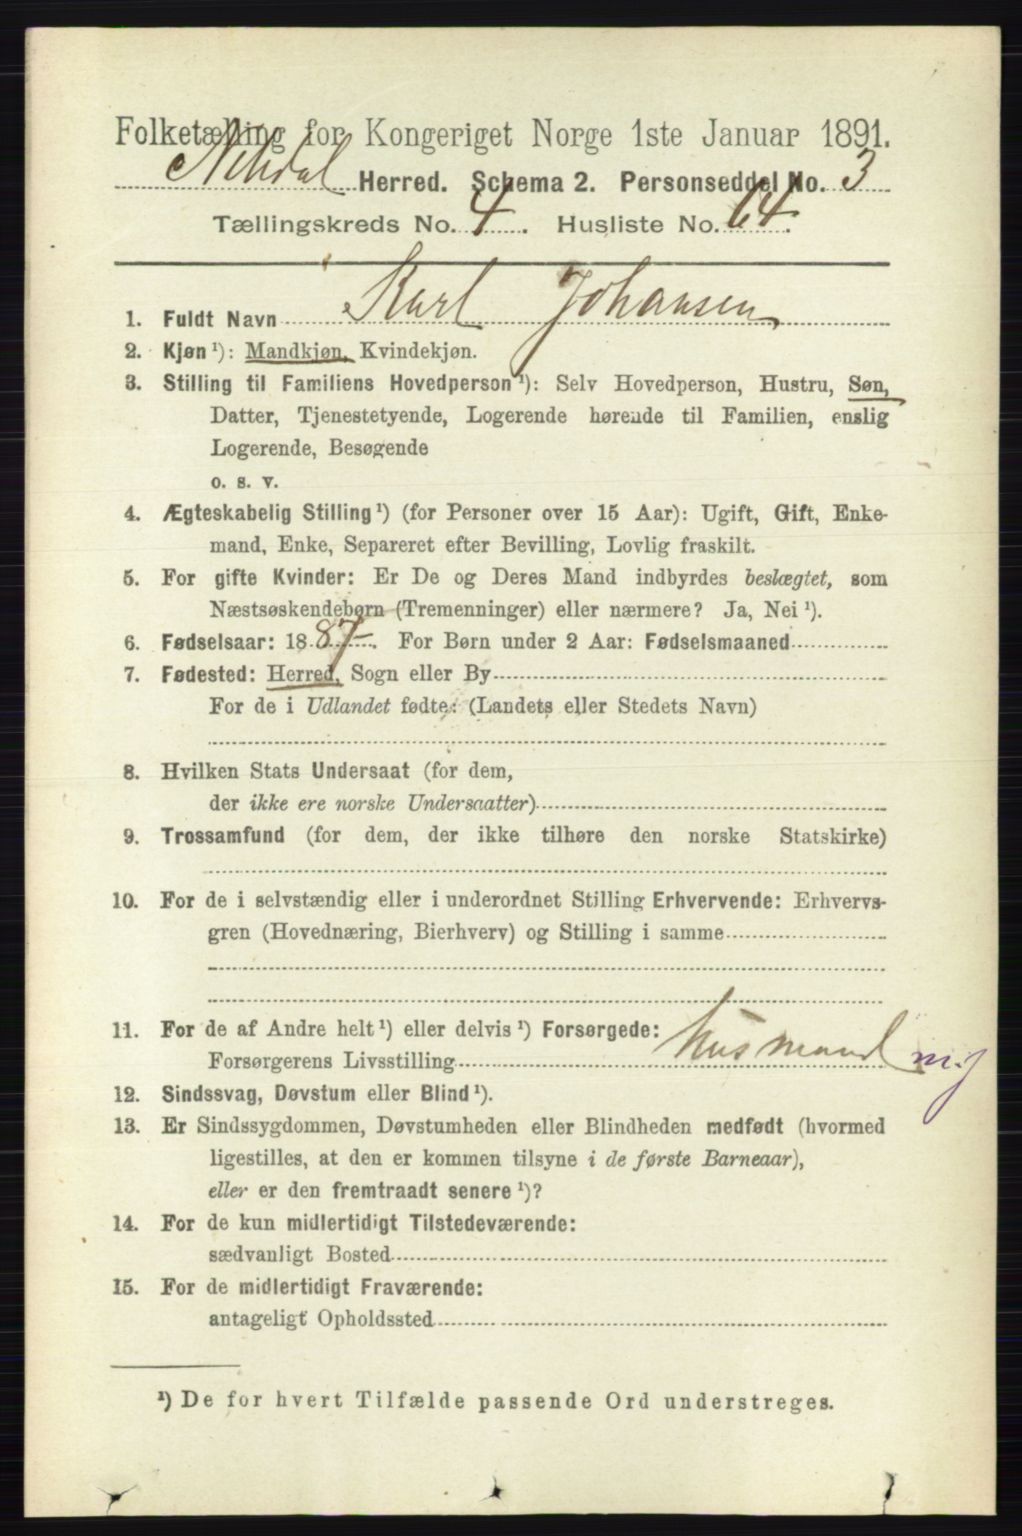 Folketælling for Kongeriget Norge 1ste Januar 1891.
Herred. Schema 2. Personseddel No. 3
Tællingskreds No. 4. Husliste No. 64.
1. Fuldt Navn Karl Johansen
2. Kjøn ¹): Mandkjøn, Kvindekjøn.
3. Stilling til Familiens Hovedperson ¹): Selv Hovedperson, Hustru, Søn,
Datter, Tjenestetyende, Logerende hørende til Familien, enslig
Logerende, Besøgende
o. s. v.
4. Ægteskabelig Stilling ¹) (for Personer over 15 Aar): Ugift, Gift, Enke-
mand, Enke, Separeret efter Bevilling, Lovlig fraskilt.
5. For gifte Kvinder: Er De og Deres Mand indbyrdes beslægtet, som
Næstsøskendebørn (Tremenninger) eller nærmere? Ja, Nei ¹).
6. Fødselsaar: 1887-. For Børn under 2 Aar: Fødselsmaaned
7. Fødested: Herred, Sogn eller By
For de i Udlandet fødte: (Landets eller Stedets Navn)
8. Hvilken Stats Undersaat (for dem,
der ikke ere norske Undersaatter)
9. Trossamfund (for dem, der ikke tilhøre den norske Statskirke)
10. For de i selvstændig eller i underordnet Stilling Erhvervende: Erhvervs-
gren (Hovednæring, Bierhverv) og Stilling i samme
11. For de af Andre helt ¹) eller delvis ¹) Forsørgede:
Forsørgerens Livsstilling husmand m.j
12. Sindssvag, Døvstum eller Blind ¹).
13. Er Sindssygdommen, Døvstumheden eller Blindheden medfødt (hvormed
ligestilles, at den er kommen tilsyne i de første Barneaar),
eller er den fremtraadt senere ¹)?
14. For de kun midlertidigt Tilstedeværende:
sædvanligt Bosted
15. For de midlertidigt Fraværende:
antageligt Opholdssted
¹) De for hvert Tilfælde passende Ord understreges.